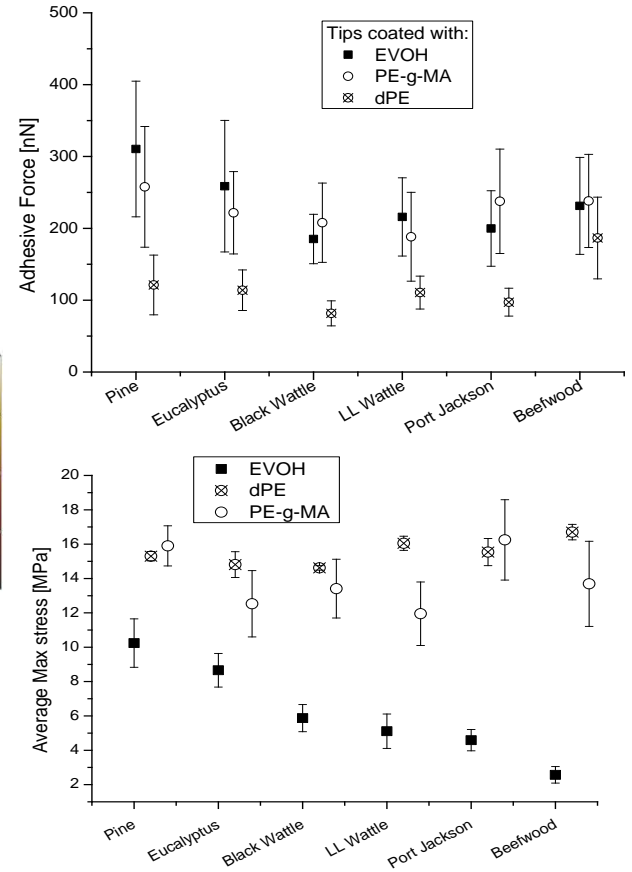 500
400
300
200
100
0
Adhesive Force [nN]
Tips coated with:
EVOH
PE-g-MA
dPE
Pine
Eucalyptus
Black Wattle
LL Wattle
Port Jackson
Beefwood
20
18
16
14
12
10
8
6
4
2
Average Max stress [MPa]
EVOH
dPE
PE-g-MA
Pine
Eucalyptus
Black Wattle
LL Wattle
Port Jackson
Beefwood